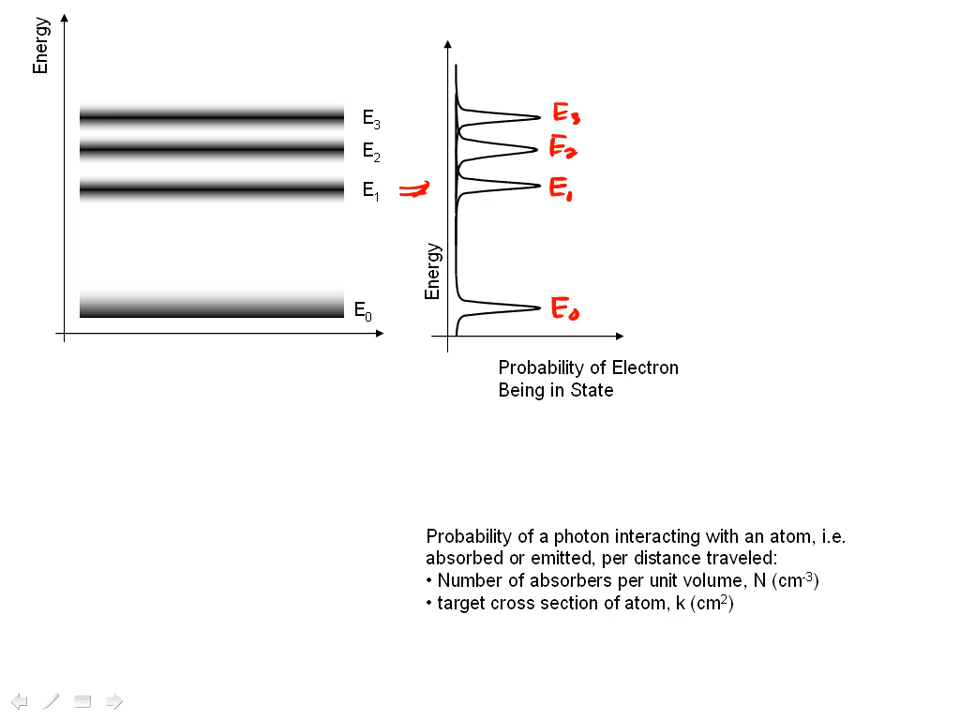 Energy
E3
E2
E1
E0
E3
E2
E1
E0
Energy
Probability of Electron
Being in State
Probability of a photon interacting with an atom, i.e.
absorbed or emitted, per distance traveled:
• Number of absorbers per unit volume, N (cm-3)
• target cross section of atom, k (cm2)